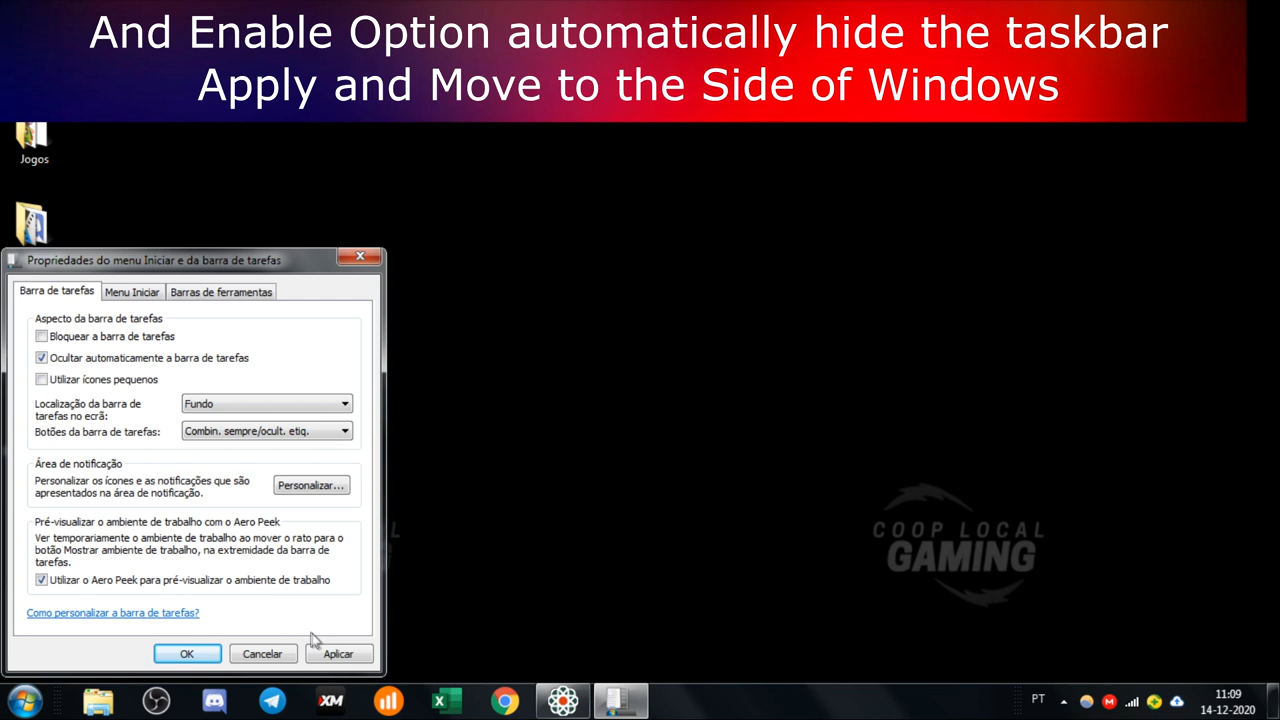 And Enable Option automatically hide the taskbar
Apply and Move to the Side of Windows
Jogos
Propriedades do menu Iniciar e da barra de tarefas
Barra de tarefas
Menu Iniciar
Barras de ferramentas
Aspecto da barra de tarefas
Bloquear a barra de tarefas
Ocultar automaticamente a barra de tarefas
Utilizar ícones pequenos
Localização da barra de
tarefas no ecrã:
Fundo
Botões da barra de tarefas:
Combin. sempre/ocult. etiq.
Área de notificação
Personalizar os ícones e as notificações que são
apresentados na área de notificação.
Personalizar...
Pré-visualizar o ambiente de trabalho com o Aero Peek
Ver temporariamente o ambiente de trabalho ao mover o rato para o
botão Mostrar ambiente de trabalho, na extremidade da barra de
tarefas.
Utilizar o Aero Peek para pré-visualizar o ambiente de trabalho
Como personalizar a barra de tarefas?
OK
Cancelar
Aplicar
COOP LOCAL
GAMING
XM
PT
11:09
14-12-2020